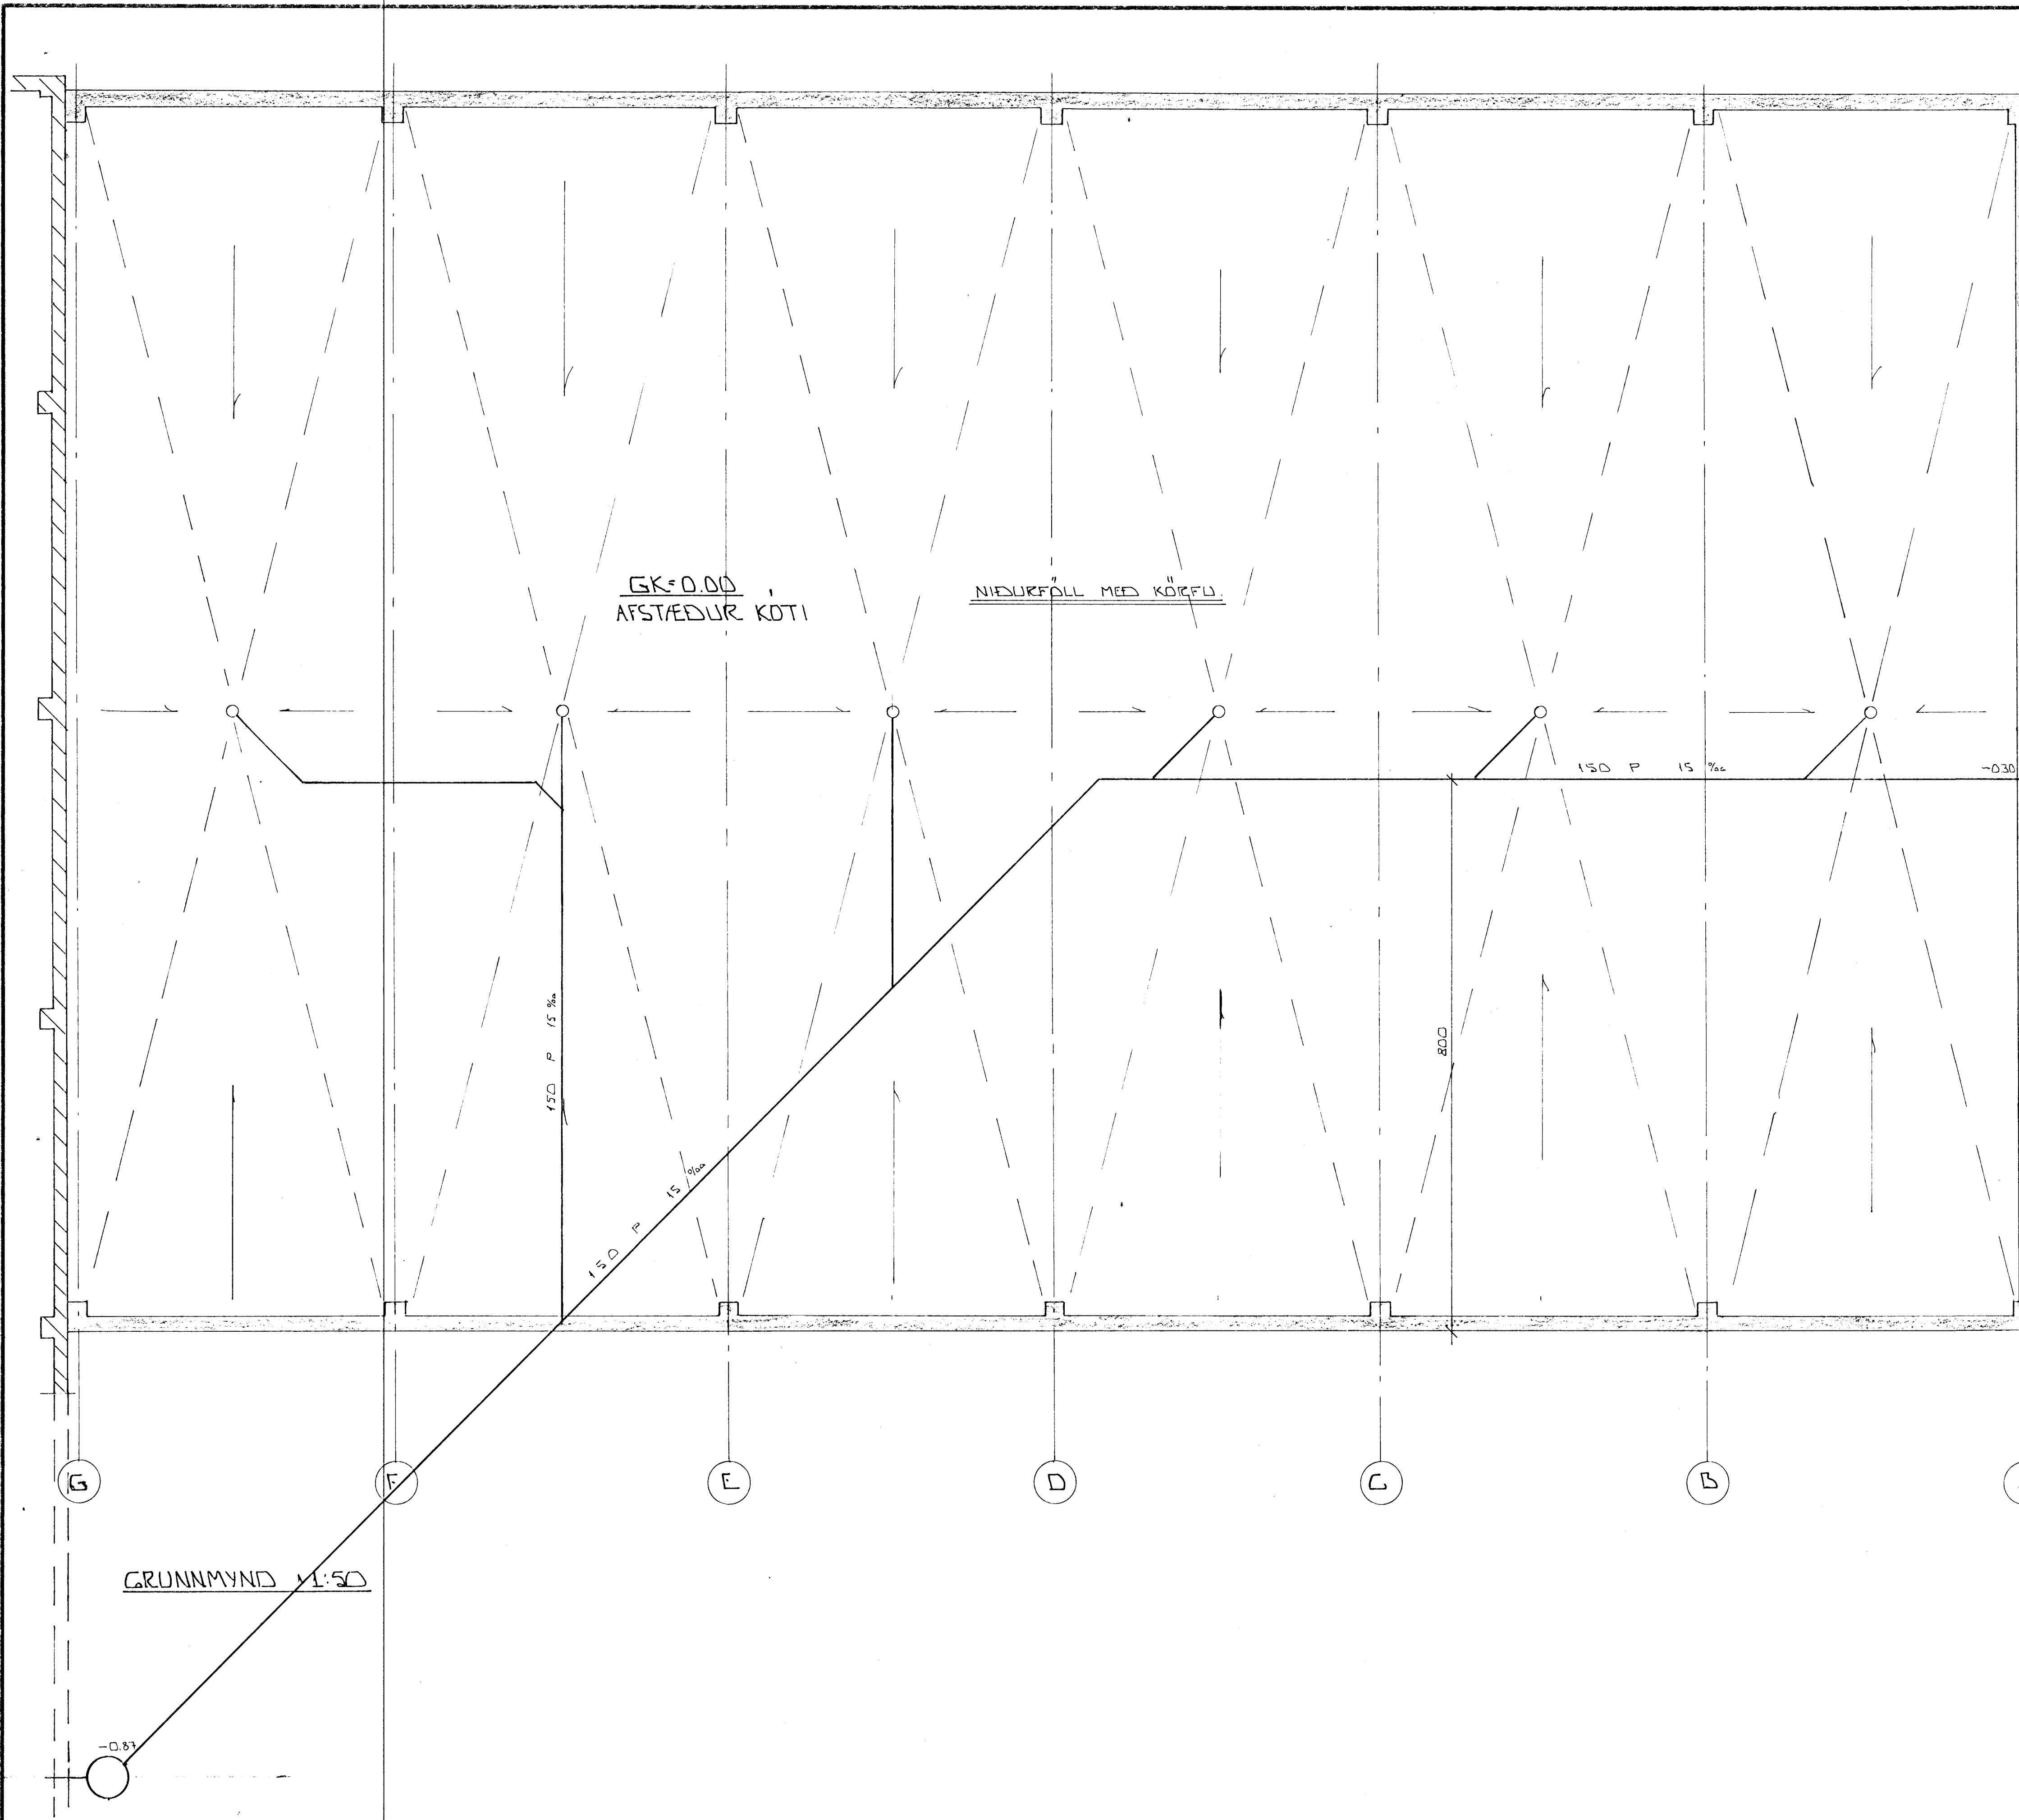 GK=0.00
AFSTÆÐUR KÓTI
NIÐURFÖLL MEÐ KÖRFU.
150 P 15 ‰
-0.30
150 P 15 ‰
800
150 P 15 ‰
G
F
E
D
C
B
GRUNNMYND 1:50
-0.87